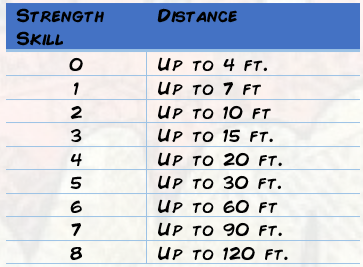 Strength Skill Distance
0 Up to 4 ft.
1 Up to 7 ft
2 Up to 10 ft
3 Up to 15 ft.
4 Up to 20 ft.
5 Up to 30 ft.
6 Up to 60 ft
7 Up to 90 ft.
8 Up to 120 ft.